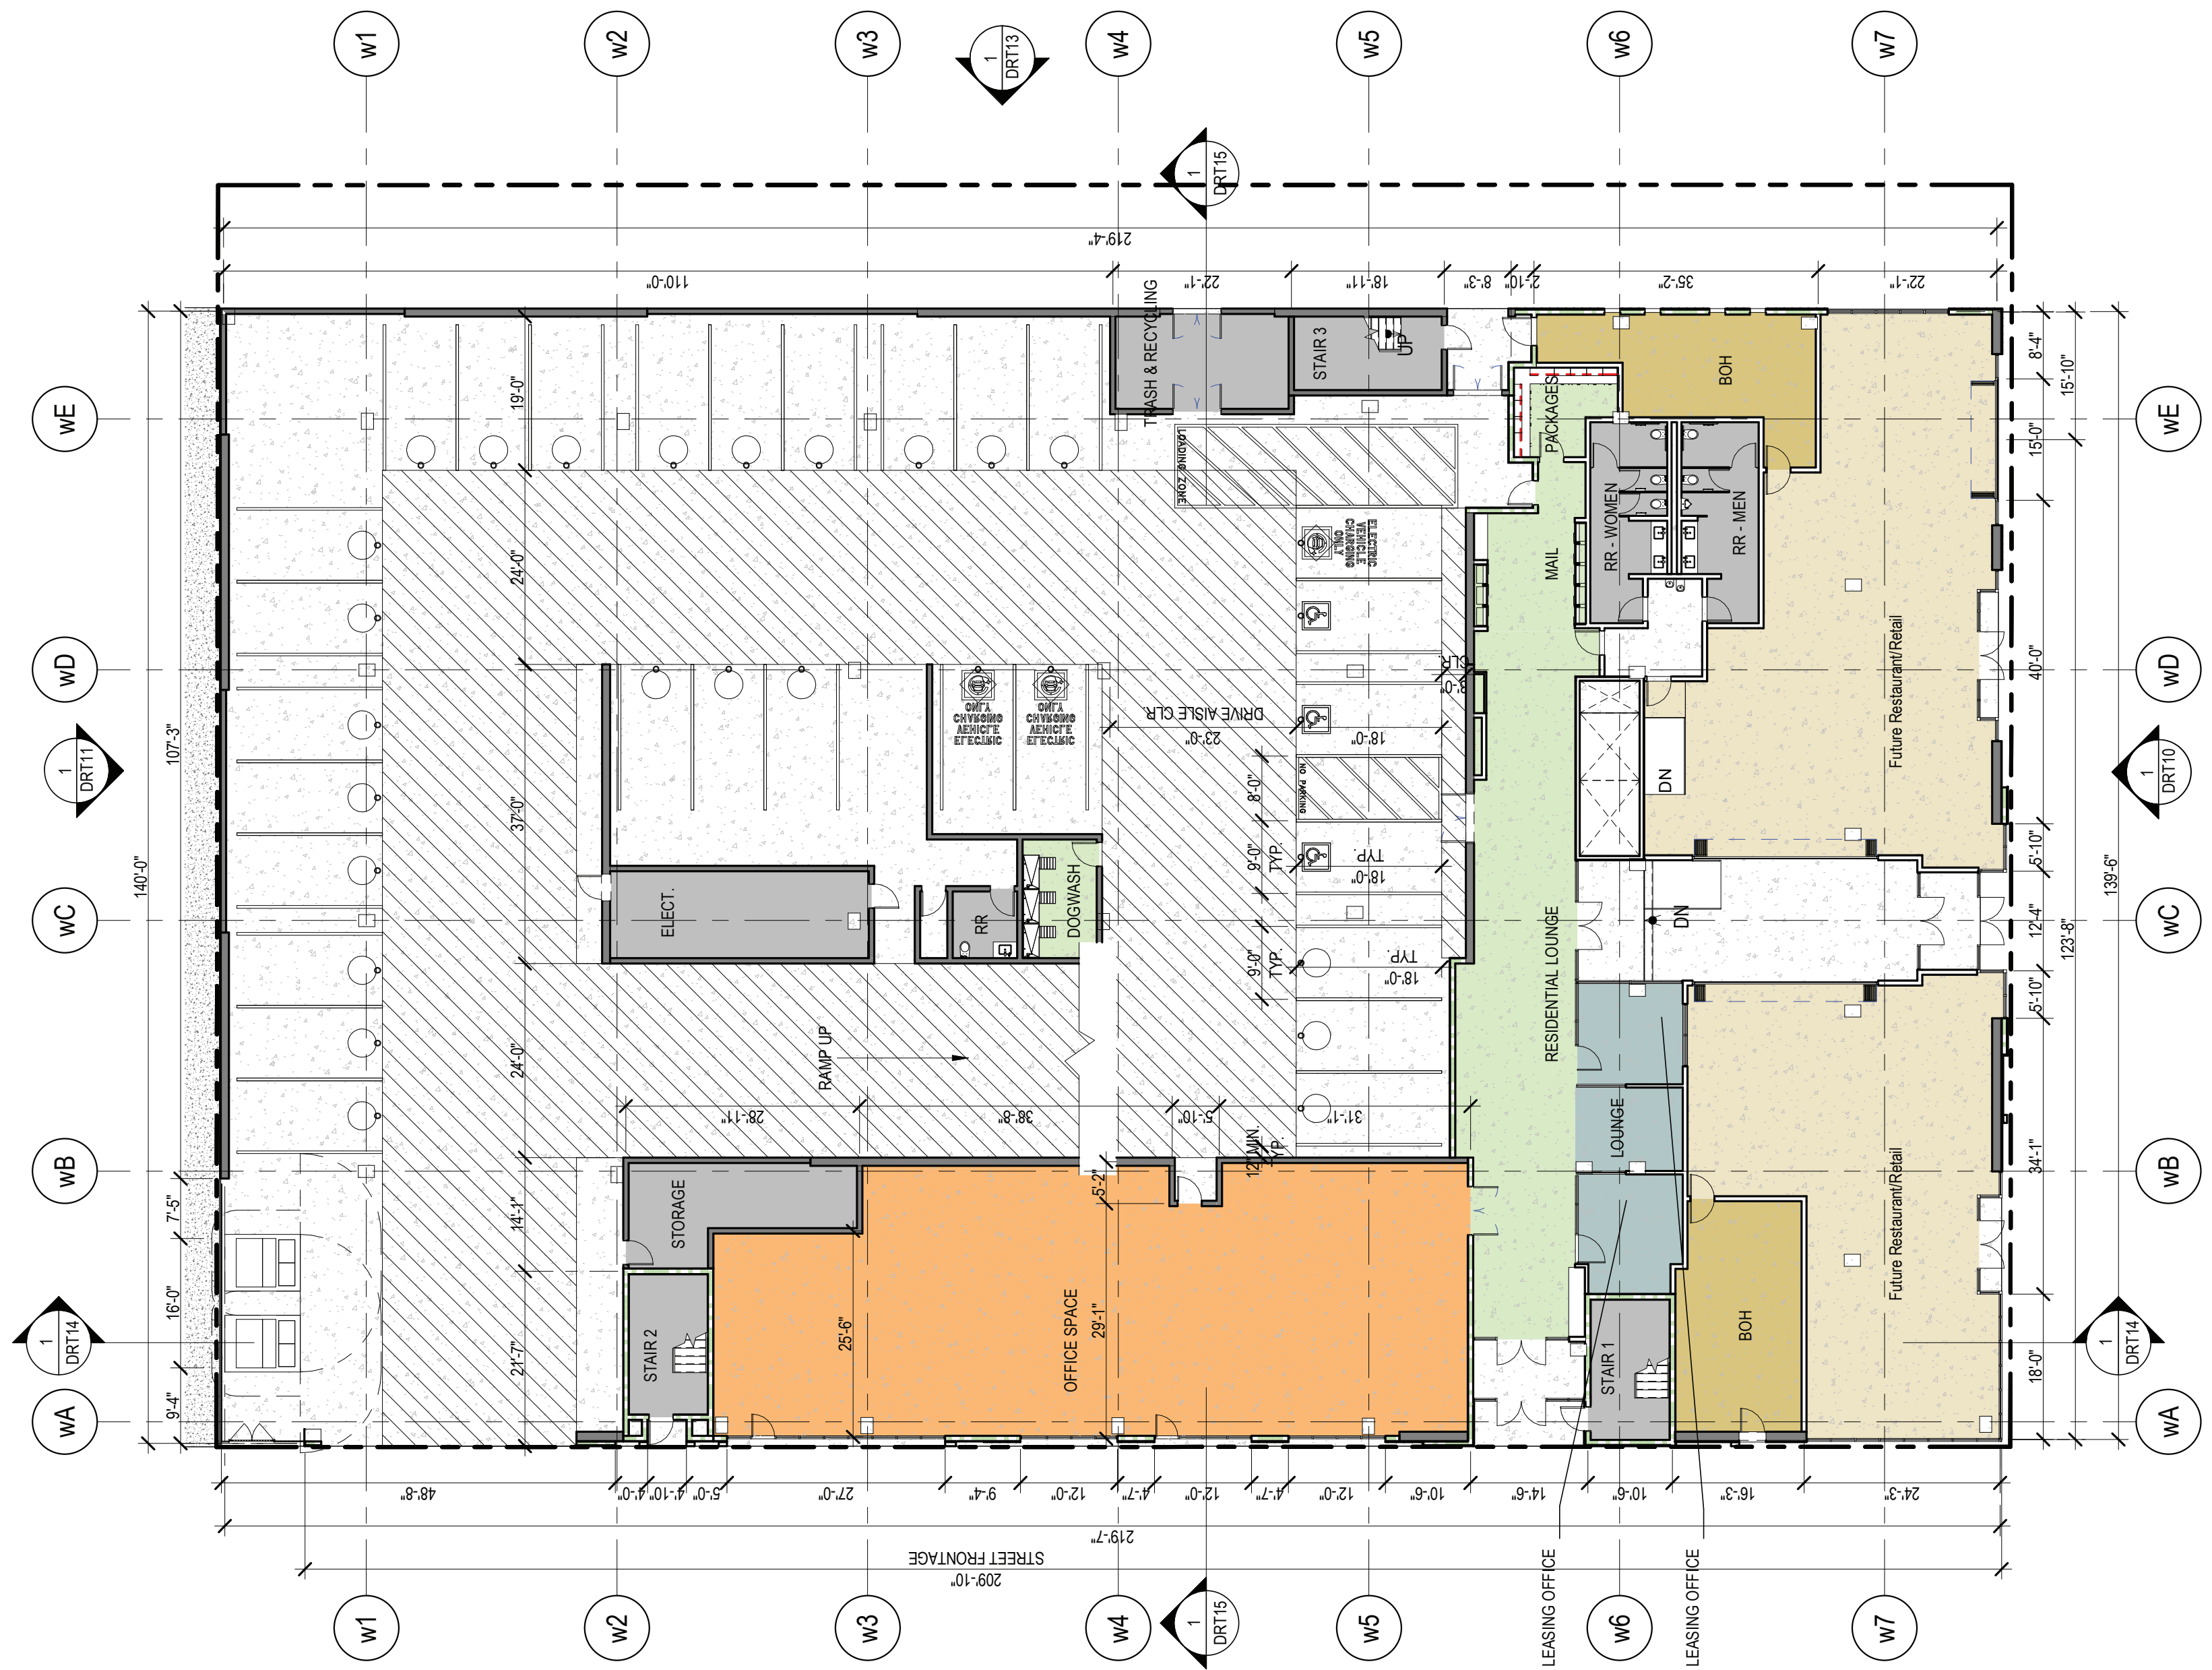 w1
w2
w3
w4
w5
w6
w7
1
DRT13
1
DRT15
219'-4"
110'-0"
22'-1"
18'-11"
8'-3"
2'-10"
35'-2"
22'-1"
wE
wD
wC
wB
wA
140'-0"
107'-3"
7'-5"
16'-0"
9'-4"
1
DRT11
1
DRT14
19'-0"
24'-0"
37'-0"
24'-0"
14'-1"
21'-7"
TRASH & RECYCLING
STAIR 3
UP
LOADING ZONE
PACKAGES
BOH
ELECTRIC
VEHICLE
CHARGING
ONLY
MAIL
RR - WOMEN
RR - MEN
ELECTRIC
VEHICLE
CHARGING
ONLY
ELECTRIC
VEHICLE
CHARGING
ONLY
DRIVE AISLE CLR.
23'-0"
3'-0"
CLR.
18'-0"
NO PARKING
8'-0"
9'-0"
TYP.
18'-0"
TYP.
9'-0"
TYP.
18'-0"
TYP.
ELECT.
RR
DOGWASH
RAMP UP
28'-11"
38'-8"
5'-10"
31'-1"
12" MIN.
TYP.
5'-2"
RESIDENTIAL LOUNGE
DN
DN
Future Restaurant/Retail
Future Restaurant/Retail
LOUNGE
STORAGE
STAIR 2
25'-6"
29'-1"
OFFICE SPACE
STAIR 1
BOH
8'-4"
15'-10"
15'-0"
40'-0"
5'-10"
12'-4"
5'-10"
34'-1"
18'-0"
123'-8"
139'-6"
wE
wD
wC
wB
wA
1
DRT10
1
DRT14
48'-8"
4'-0"
4'-10"
5'-0"
27'-0"
9'-4"
12'-0"
4'-7"
12'-0"
4'-7"
12'-0"
10'-6"
14'-6"
10'-6"
16'-3"
24'-3"
219'-7"
209'-10"
STREET FRONTAGE
LEASING OFFICE
LEASING OFFICE
w1
w2
w3
w4
1
DRT15
w5
w6
w7